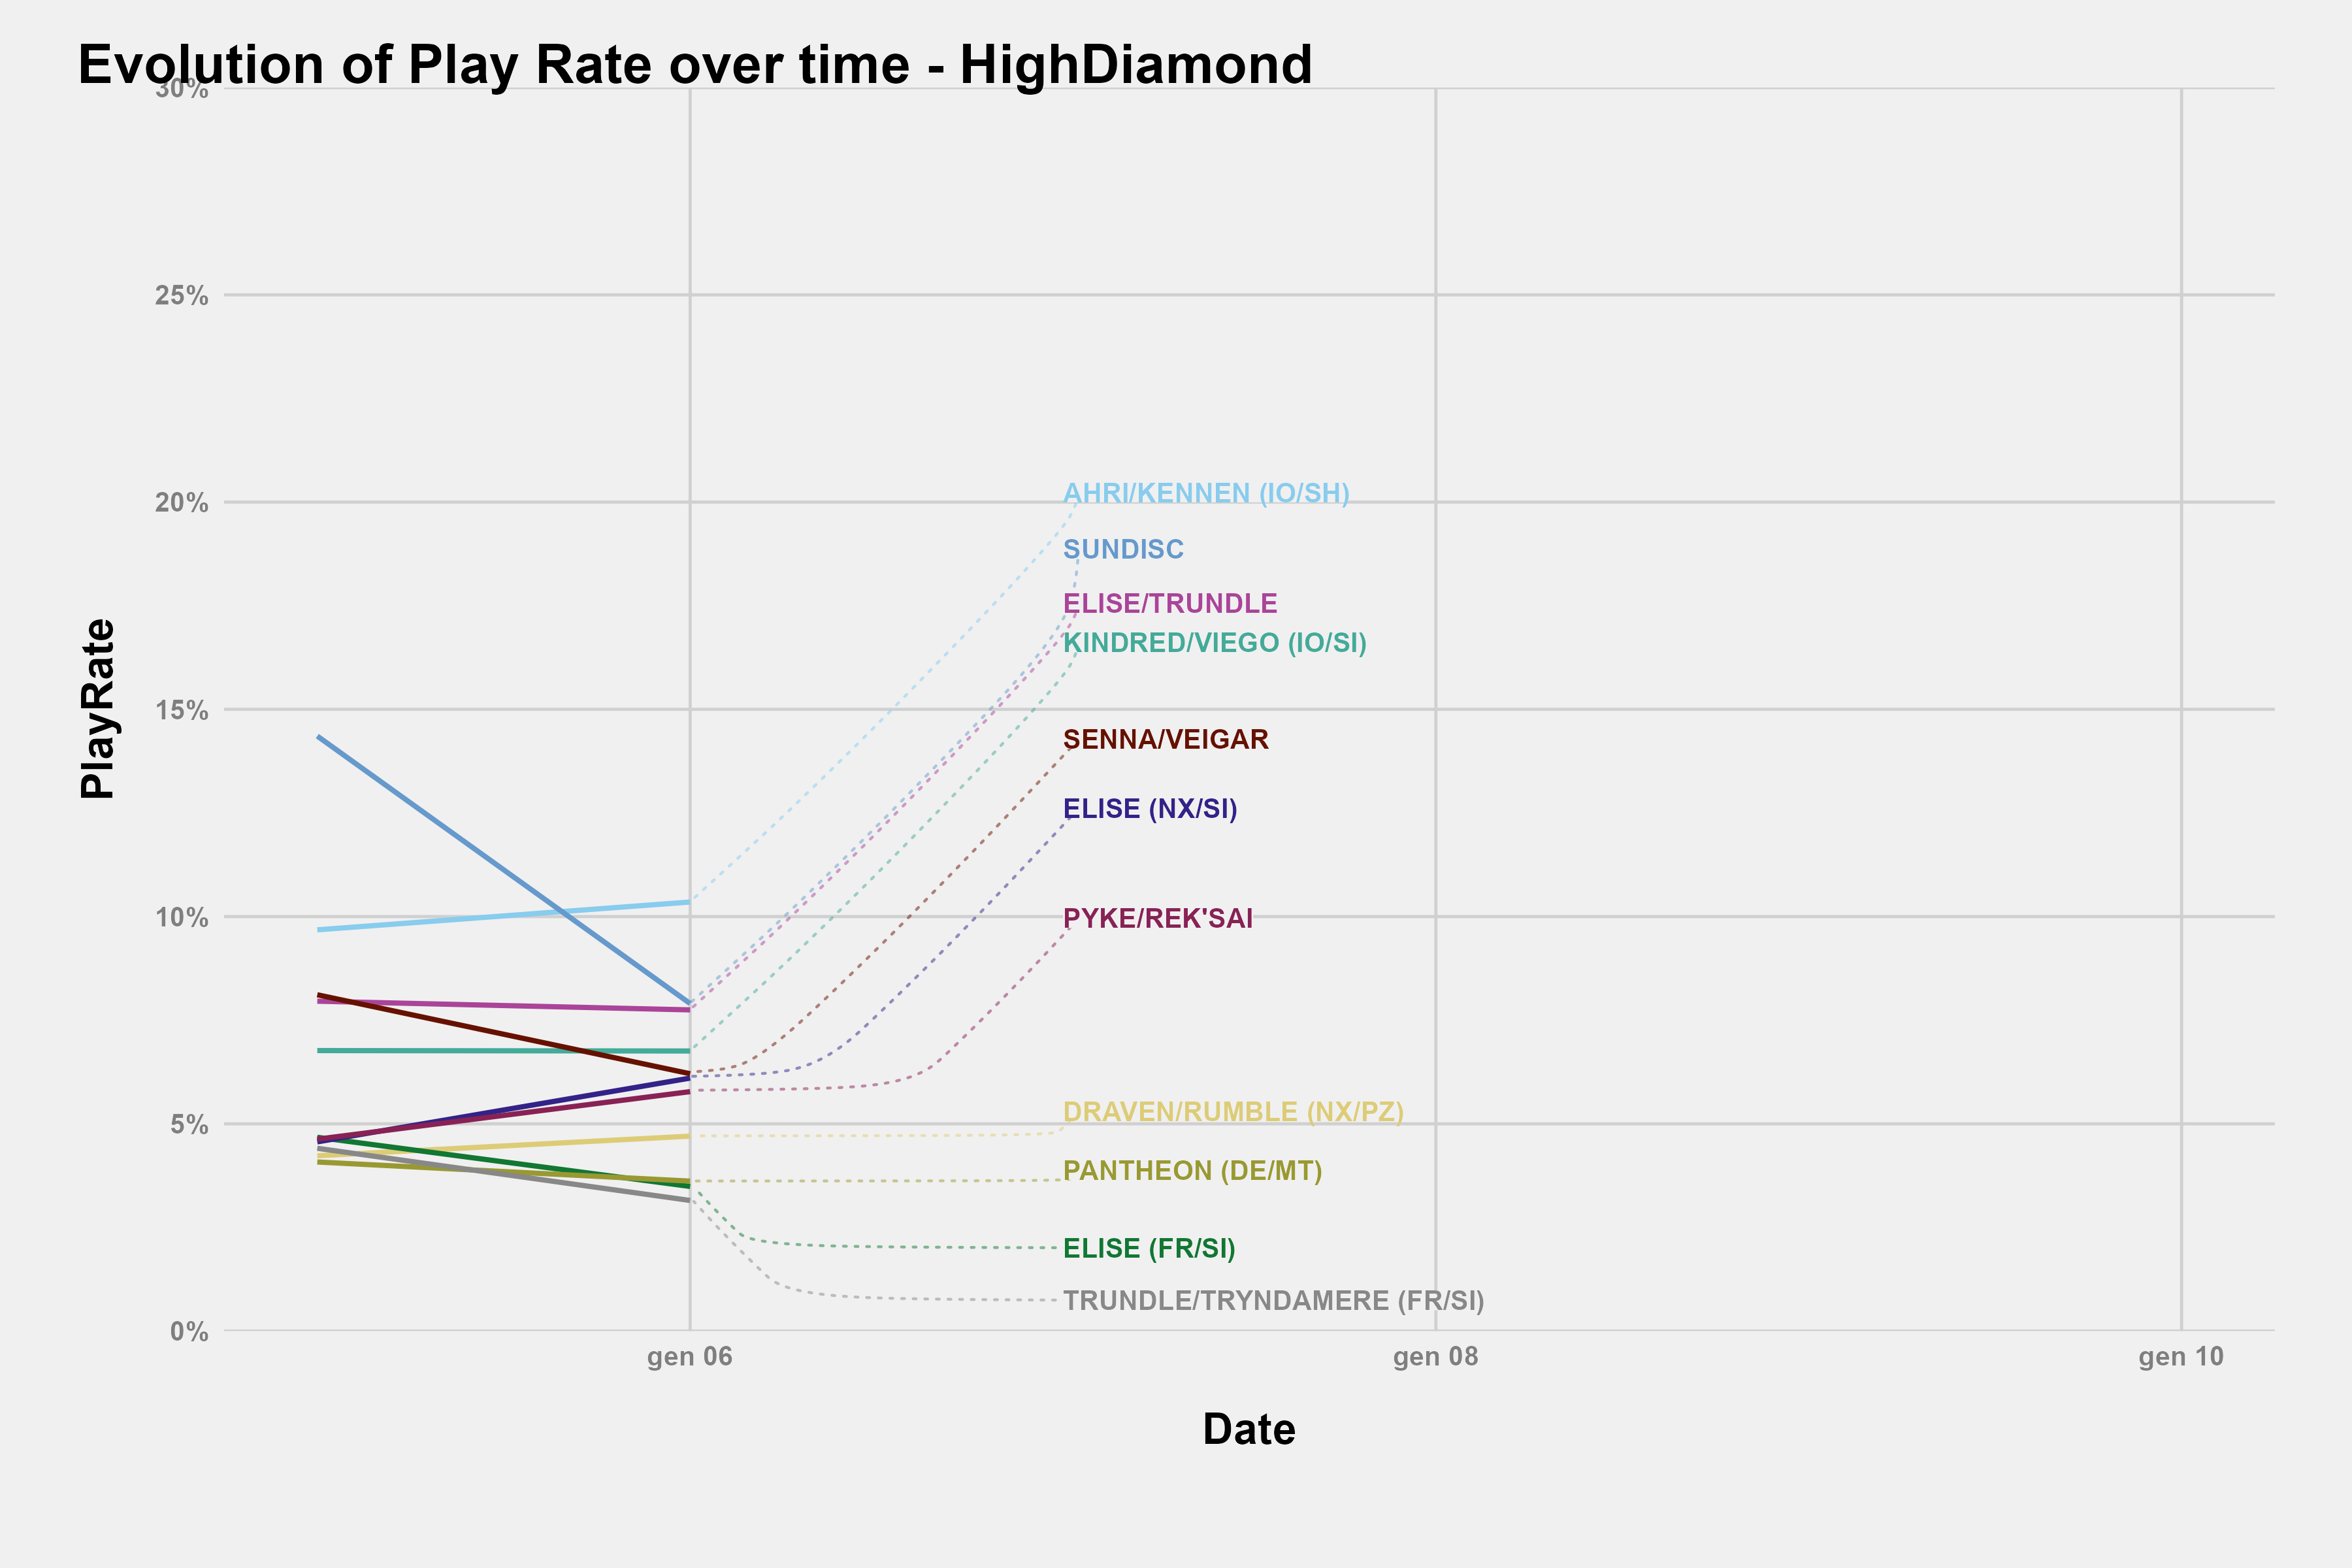 Evolution of Play Rate over time - HighDiamond
30%
25%
20%
15%
10%
5%
0%
PlayRate
AHRI/KENNEN (IO/SH)
SUNDISC
ELISE/TRUNDLE
KINDRED/VIEGO (IO/SI)
SENNA/VEIGAR
ELISE (NX/SI)
PYKE/REK'SAI
DRAVEN/RUMBLE (NX/PZ)
PANTHEON (DE/MT)
ELISE (FR/SI)
TRUNDLE/TRYNDAMERE (FR/SI)
gen 06
gen 08
gen 10
Date